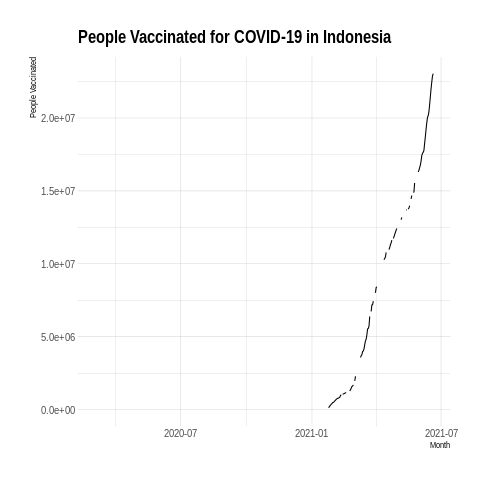 People Vaccinated for COVID-19 in Indonesia
People Vaccinated
2.0e+07
1.5e+07
1.0e+07
5.0e+06
0.0e+00
2020-07
2021-01
2021-07
Month